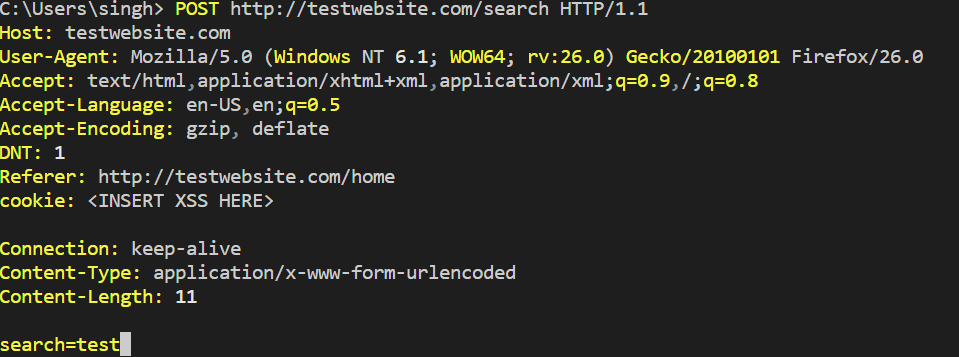 C:\Users\singh> POST http://testwebsite.com/search HTTP/1.1
Host: testwebsite.com
User-Agent: Mozilla/5.0 (Windows NT 6.1; WOW64; rv:26.0) Gecko/20100101 Firefox/26.0
Accept: text/html,application/xhtml+xml,application/xml;q=0.9,/;q=0.8
Accept-Language: en-US,en;q=0.5
Accept-Encoding: gzip, deflate
DNT: 1
Referer: http://testwebsite.com/home
cookie: <INSERT XSS HERE>
Connection: keep-alive
Content-Type: application/x-www-form-urlencoded
Content-Length: 11
search=test